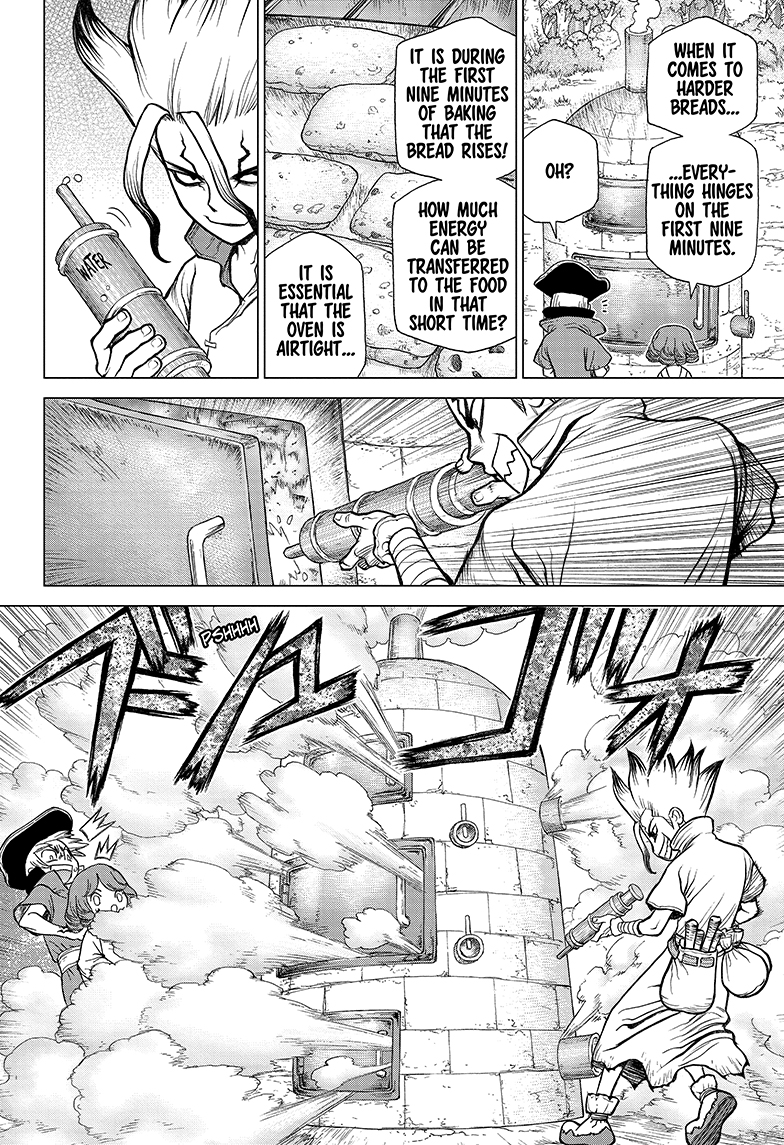 WHEN IT
COMES TO
HARDER
BREADS...
...EVERY-
THING HINGES
ON THE
FIRST NINE
MINUTES.
OH?
IT IS DURING
THE FIRST
NINE MINUTES
OF BAKING
THAT THE
BREAD RISES!
HOW MUCH
ENERGY
CAN BE
TRANSFERRED
TO THE FOOD
IN THAT
SHORT TIME?
IT IS
ESSENTIAL
THAT THE
OVEN IS
AIRTIGHT...
WATER
PSHHHH